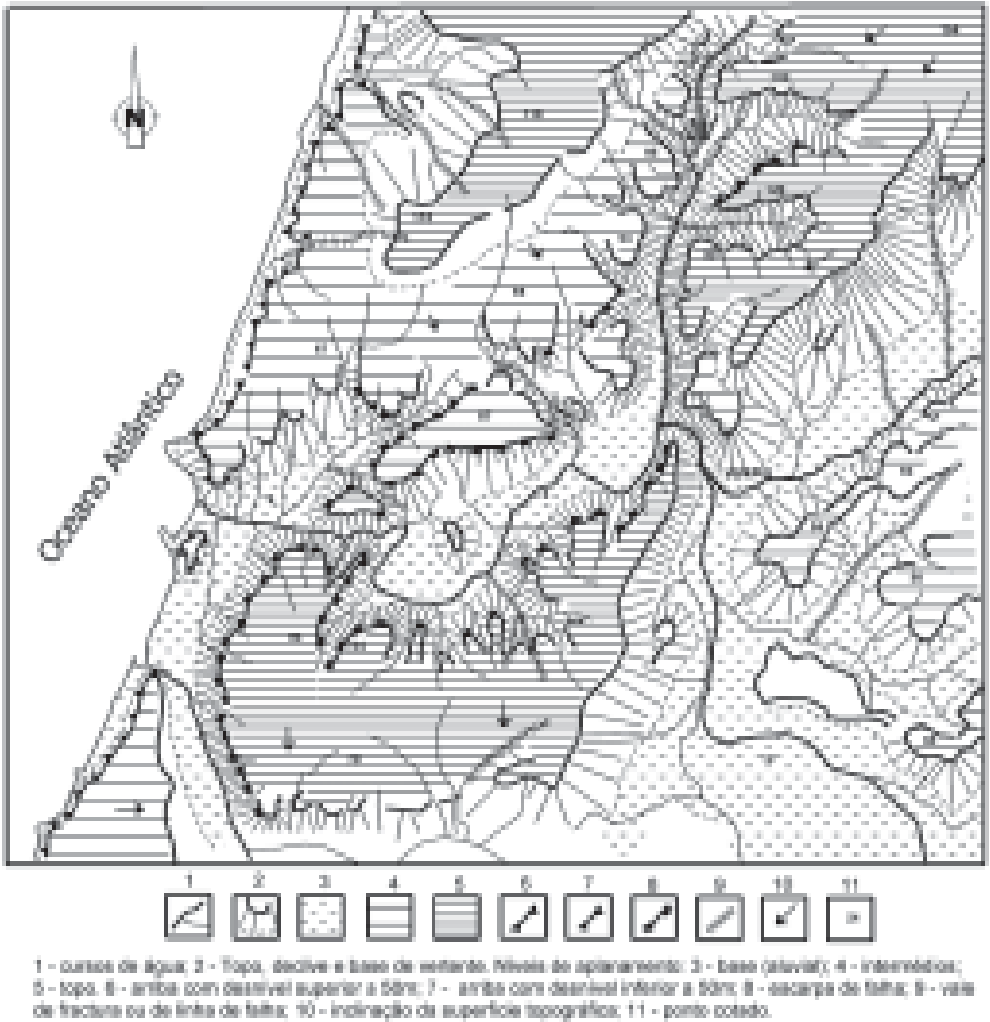 N
Oceano Atlântico
1 2 3 4 5 6 7 8 9 10 11
1 - cursos de água; 2 - Topo, declive e base de vertente. Níveis de aplanamento: 3 - base (aluvial); 4 - intermédios;
5 - topo. 6 - arriba com desnível superior a 50m; 7 - arriba com desnível inferior a 50m; 8 - escarpa de falha; 9 - vale
de fractura ou de linha de falha; 10 - inclinação da superfície topográfica; 11 - ponto cotado.